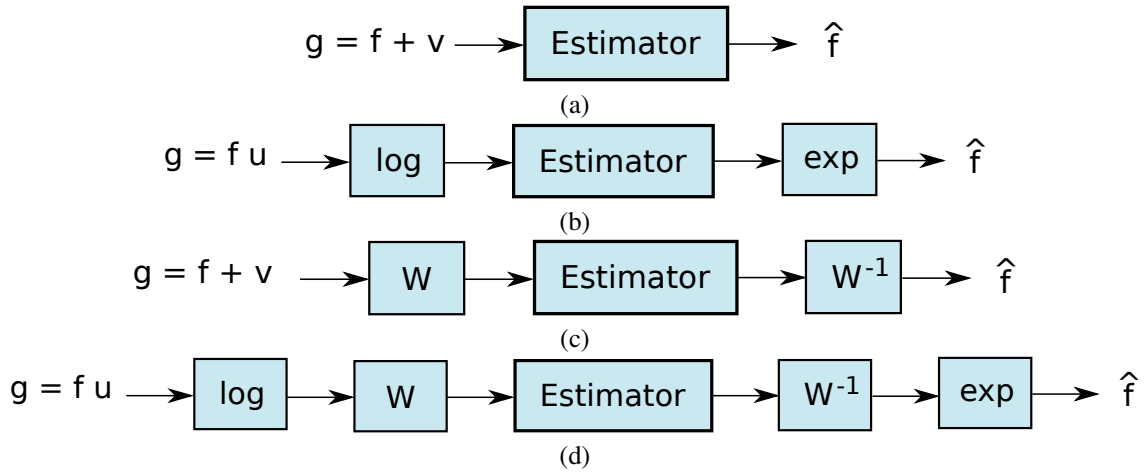 g = f + v Estimator f̂
(a)
g = f u log Estimator exp f̂
(b)
g = f + v W Estimator W⁻¹ f̂
(c)
g = f u log W Estimator W⁻¹ exp f̂
(d)